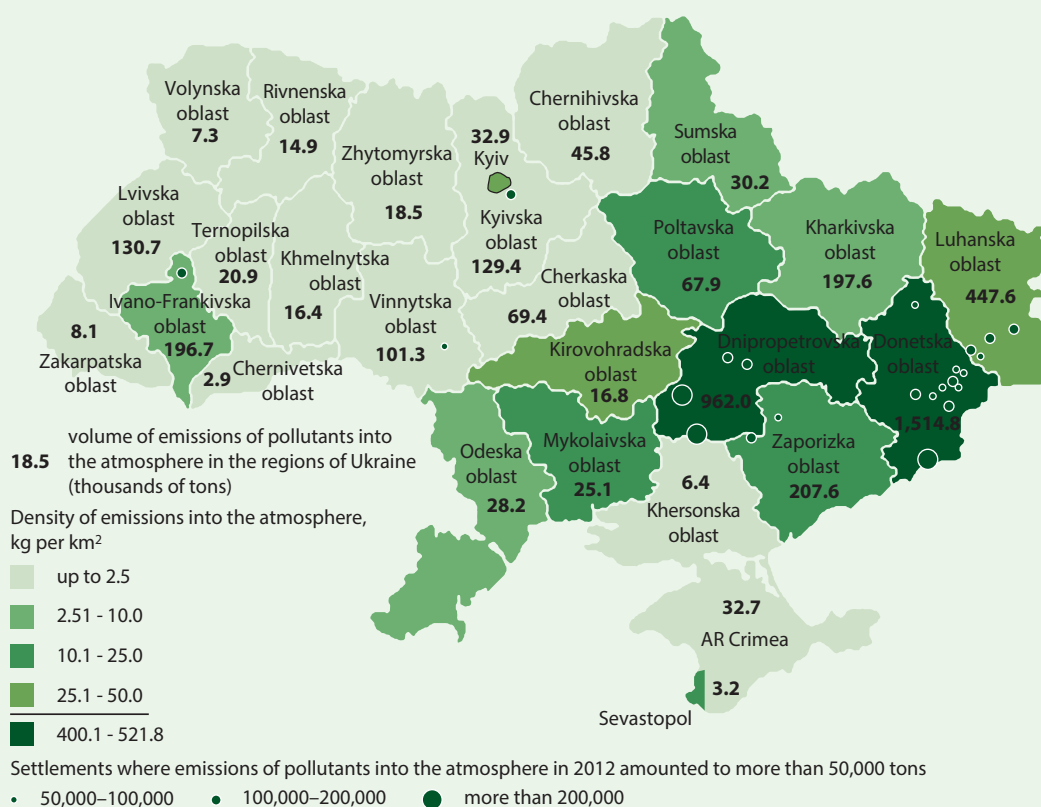 Volynska
oblast
7.3
Rivnenska
oblast
14.9
Zhytomyrska
oblast
18.5
32.9
Kyiv
Chernihivska
oblast
45.8
Sumska
oblast
30.2
Lvivska
oblast
130.7
Ternopilska
oblast
20.9
Khmelnytska
oblast
16.4
Kyivska
oblast
129.4
Poltavska
oblast
67.9
Kharkivska
oblast
197.6
Luhanska
oblast
447.6
Ivano-Frankivska
oblast
196.7
Vinnytska
oblast
101.3
Cherkaska
oblast
69.4
8.1
Zakarpatska
oblast
2.9
Chernivetska
oblast
Kirovohradska
oblast
16.8
Dnipropetrovska
oblast
962.0
Donetska
oblast
1,514.8
Odeska
oblast
28.2
Mykolaivska
oblast
25.1
Zaporizka
oblast
207.6
6.4
Khersonska
oblast
32.7
AR Crimea
3.2
Sevastopol
18.5 volume of emissions of pollutants into
the atmosphere in the regions of Ukraine
(thousands of tons)
Density of emissions into the atmosphere,
kg per km²
up to 2.5
2.51 - 10.0
10.1 - 25.0
25.1 - 50.0
400.1 - 521.8
Settlements where emissions of pollutants into the atmosphere in 2012 amounted to more than 50,000 tons
50,000–100,000 100,000–200,000 more than 200,000